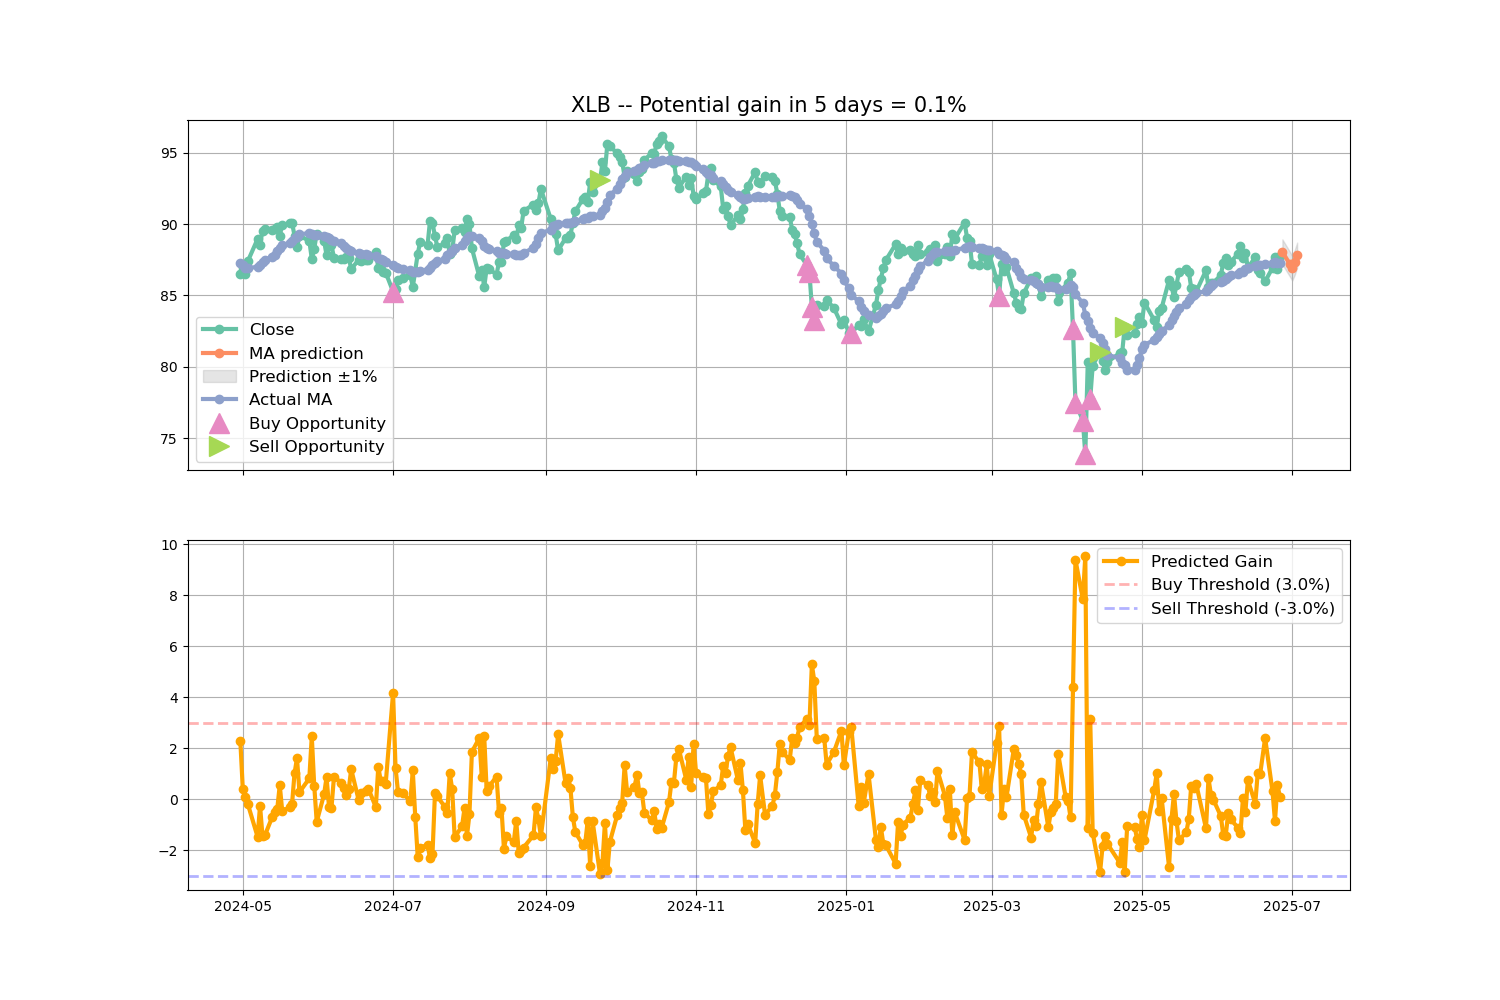 XLB -- Potential gain in 5 days = 0.1%
95
90
85
80
75
Close
MA prediction
Prediction ±1%
Actual MA
Buy Opportunity
Sell Opportunity
10
8
6
4
2
0
−2
Predicted Gain
Buy Threshold (3.0%)
Sell Threshold (-3.0%)
2024-05
2024-07
2024-09
2024-11
2025-01
2025-03
2025-05
2025-07